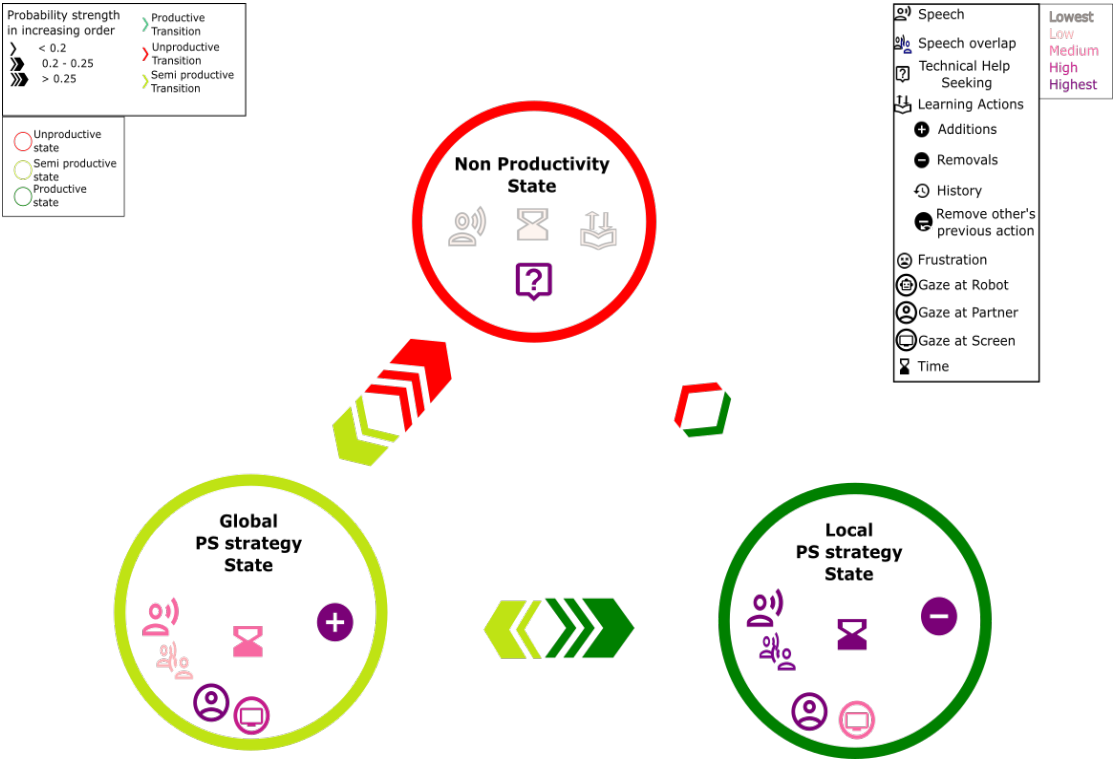 Probability strength
in increasing order
< 0.2
0.2 - 0.25
> 0.25
Productive
Transition
Unproductive
Transition
Semi productive
Transition
Unproductive
state
Semi productive
state
Productive
state
Speech
Speech overlap
Technical Help
Seeking
Learning Actions
Additions
Removals
History
Remove other's
previous action
Frustration
Gaze at Robot
Gaze at Partner
Gaze at Screen
Time
Lowest
Low
Medium
High
Highest
Non Productivity
State
Global
PS strategy
State
Local
PS strategy
State